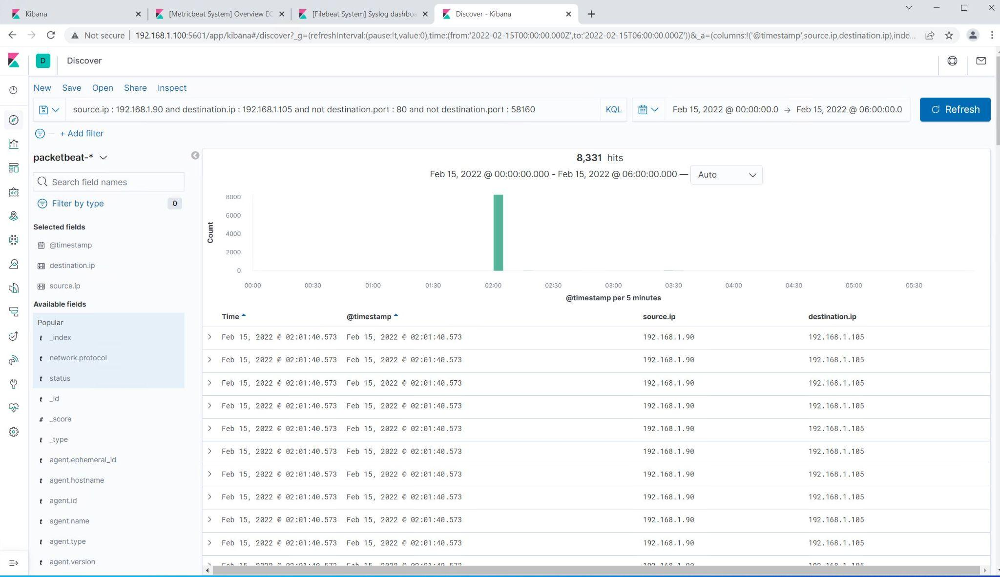 Kibana
[Metricbeat System] Overview EC
[Filebeat System] Syslog dashboa
Discover - Kibana
Not secure
192.168.1.100:5601/app/kibana#/discover?_g=(refreshInterval:(pause:!t,value:0),time:(from:'2022-02-15T00:00:00.000Z',to:'2022-02-15T06:00:00.000Z'))&_a=(columns:!('@timestamp',source.ip,destination.ip),inde...
D
Discover
New Save Open Share Inspect
source.ip : 192.168.1.90 and destination.ip : 192.168.1.105 and not destination.port : 80 and not destination.port : 58160
KQL
Feb 15, 2022 @ 00:00:00.0 → Feb 15, 2022 @ 06:00:00.0
Refresh
+ Add filter
packetbeat-*
Search field names
Filter by type 0
Selected fields
@timestamp
destination.ip
source.ip
Available fields
Popular
t _index
t network.protocol
t status
t _id
# _score
t _type
t agent.ephemeral_id
t agent.hostname
t agent.id
t agent.name
t agent.type
t agent.version
8,331 hits
Feb 15, 2022 @ 00:00:00.000 - Feb 15, 2022 @ 06:00:00.000 — Auto
Count
8000
6000
4000
2000
0
00:00 00:30 01:00 01:30 02:00 02:30 03:00 03:30 04:00 04:30 05:00 05:30
@timestamp per 5 minutes
Time @timestamp source.ip destination.ip
Feb 15, 2022 @ 02:01:40.573 Feb 15, 2022 @ 02:01:40.573 192.168.1.90 192.168.1.105
Feb 15, 2022 @ 02:01:40.573 Feb 15, 2022 @ 02:01:40.573 192.168.1.90 192.168.1.105
Feb 15, 2022 @ 02:01:40.573 Feb 15, 2022 @ 02:01:40.573 192.168.1.90 192.168.1.105
Feb 15, 2022 @ 02:01:40.573 Feb 15, 2022 @ 02:01:40.573 192.168.1.90 192.168.1.105
Feb 15, 2022 @ 02:01:40.573 Feb 15, 2022 @ 02:01:40.573 192.168.1.90 192.168.1.105
Feb 15, 2022 @ 02:01:40.573 Feb 15, 2022 @ 02:01:40.573 192.168.1.90 192.168.1.105
Feb 15, 2022 @ 02:01:40.573 Feb 15, 2022 @ 02:01:40.573 192.168.1.90 192.168.1.105
Feb 15, 2022 @ 02:01:40.573 Feb 15, 2022 @ 02:01:40.573 192.168.1.90 192.168.1.105
Feb 15, 2022 @ 02:01:40.573 Feb 15, 2022 @ 02:01:40.573 192.168.1.90 192.168.1.105
Feb 15, 2022 @ 02:01:40.573 Feb 15, 2022 @ 02:01:40.573 192.168.1.90 192.168.1.105